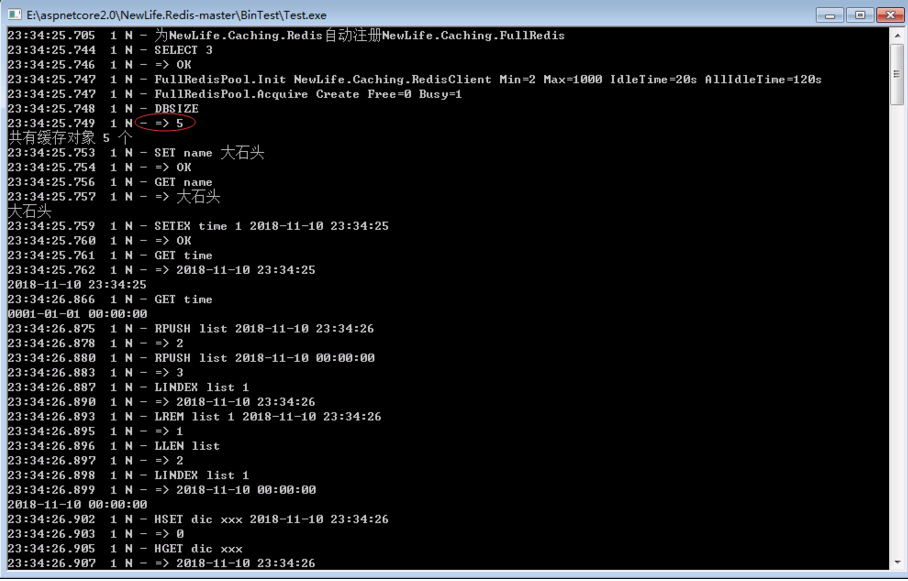 E:\aspnetcore2.0\NewLife.Redis-master\BinTest\Test.exe
23:34:25.705  1 N - 为NewLife.Caching.Redis自动注册NewLife.Caching.FullRedis
23:34:25.744  1 N - SELECT 3
23:34:25.746  1 N - => OK
23:34:25.747  1 N - FullRedisPool.Init NewLife.Caching.RedisClient Min=2 Max=1000 IdleTime=20s AllIdleTime=120s
23:34:25.747  1 N - FullRedisPool.Acquire Create Free=0 Busy=1
23:34:25.748  1 N - DBSIZE
23:34:25.749  1 N - => 5
共有缓存对象 5 个
23:34:25.753  1 N - SET name 大石头
23:34:25.754  1 N - => OK
23:34:25.756  1 N - GET name
23:34:25.757  1 N - => 大石头
大石头
23:34:25.759  1 N - SETEX time 1 2018-11-10 23:34:25
23:34:25.760  1 N - => OK
23:34:25.761  1 N - GET time
23:34:25.762  1 N - => 2018-11-10 23:34:25
2018-11-10 23:34:25
23:34:26.866  1 N - GET time
0001-01-01 00:00:00
23:34:26.875  1 N - RPUSH list 2018-11-10 23:34:26
23:34:26.878  1 N - => 2
23:34:26.880  1 N - RPUSH list 2018-11-10 00:00:00
23:34:26.883  1 N - => 3
23:34:26.887  1 N - LINDEX list 1
23:34:26.890  1 N - => 2018-11-10 23:34:26
23:34:26.893  1 N - LREM list 1 2018-11-10 23:34:26
23:34:26.895  1 N - => 1
23:34:26.896  1 N - LLEN list
23:34:26.897  1 N - => 2
23:34:26.898  1 N - LINDEX list 1
23:34:26.899  1 N - => 2018-11-10 00:00:00
2018-11-10 00:00:00
23:34:26.902  1 N - HSET dic xxx 2018-11-10 23:34:26
23:34:26.903  1 N - => 0
23:34:26.905  1 N - HGET dic xxx
23:34:26.907  1 N - => 2018-11-10 23:34:26